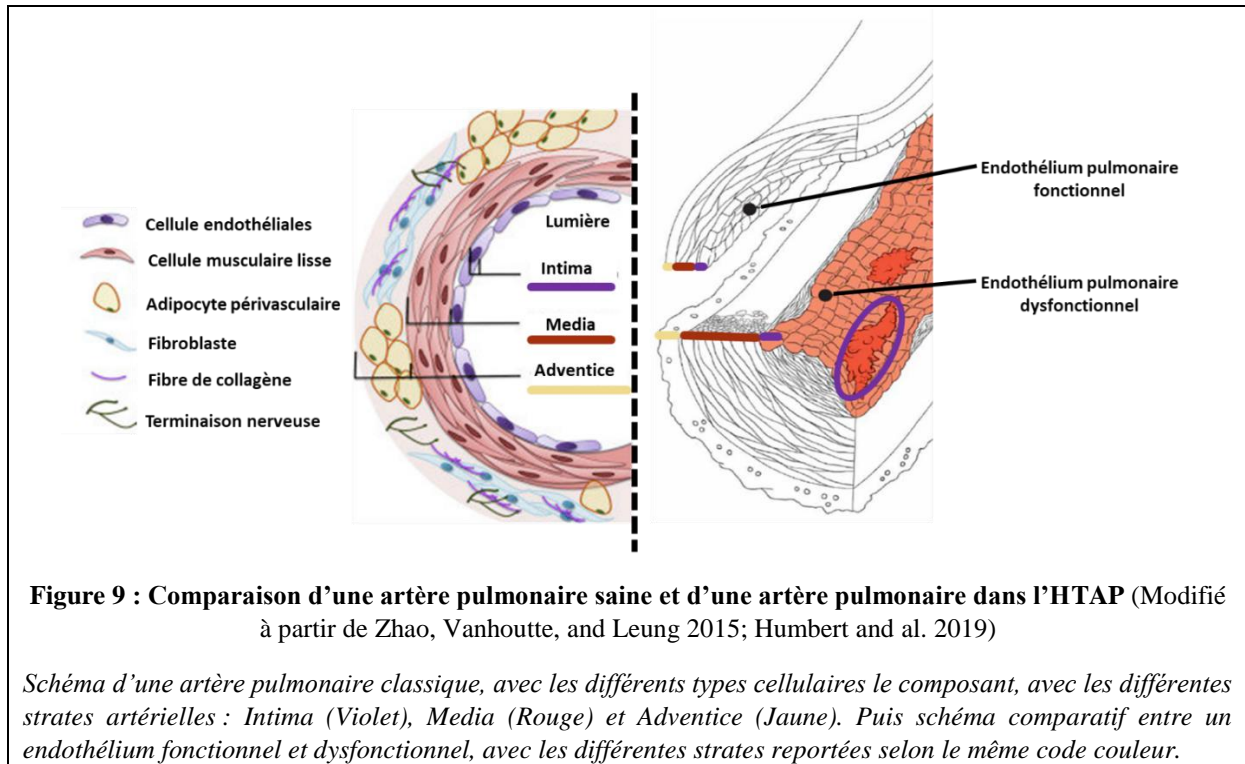 Cellule endothéliales
Cellule musculaire lisse
Adipocyte périvasculaire
Fibroblaste
Fibre de collagène
Terminaison nerveuse
Lumière
Intima
Media
Adventice
Endothélium pulmonaire
fonctionnel
Endothélium pulmonaire
dysfonctionnel
Figure 9 : Comparaison d’une artère pulmonaire saine et d’une artère pulmonaire dans l’HTAP (Modifié
à partir de Zhao, Vanhoutte, and Leung 2015; Humbert and al. 2019)
Schéma d’une artère pulmonaire classique, avec les différents types cellulaires le composant, avec les différentes
strates artérielles : Intima (Violet), Media (Rouge) et Adventice (Jaune). Puis schéma comparatif entre un
endothélium fonctionnel et dysfonctionnel, avec les différentes strates reportées selon le même code couleur.